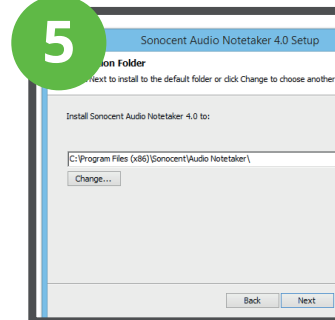 5
Sonocent Audio Notetaker 4.0 Setup
on Folder
Next to install to the default folder or click Change to choose another
Install Sonocent Audio Notetaker 4.0 to:
C:\Program Files (x86)\Sonocent\Audio Notetaker\
Change...
Back Next